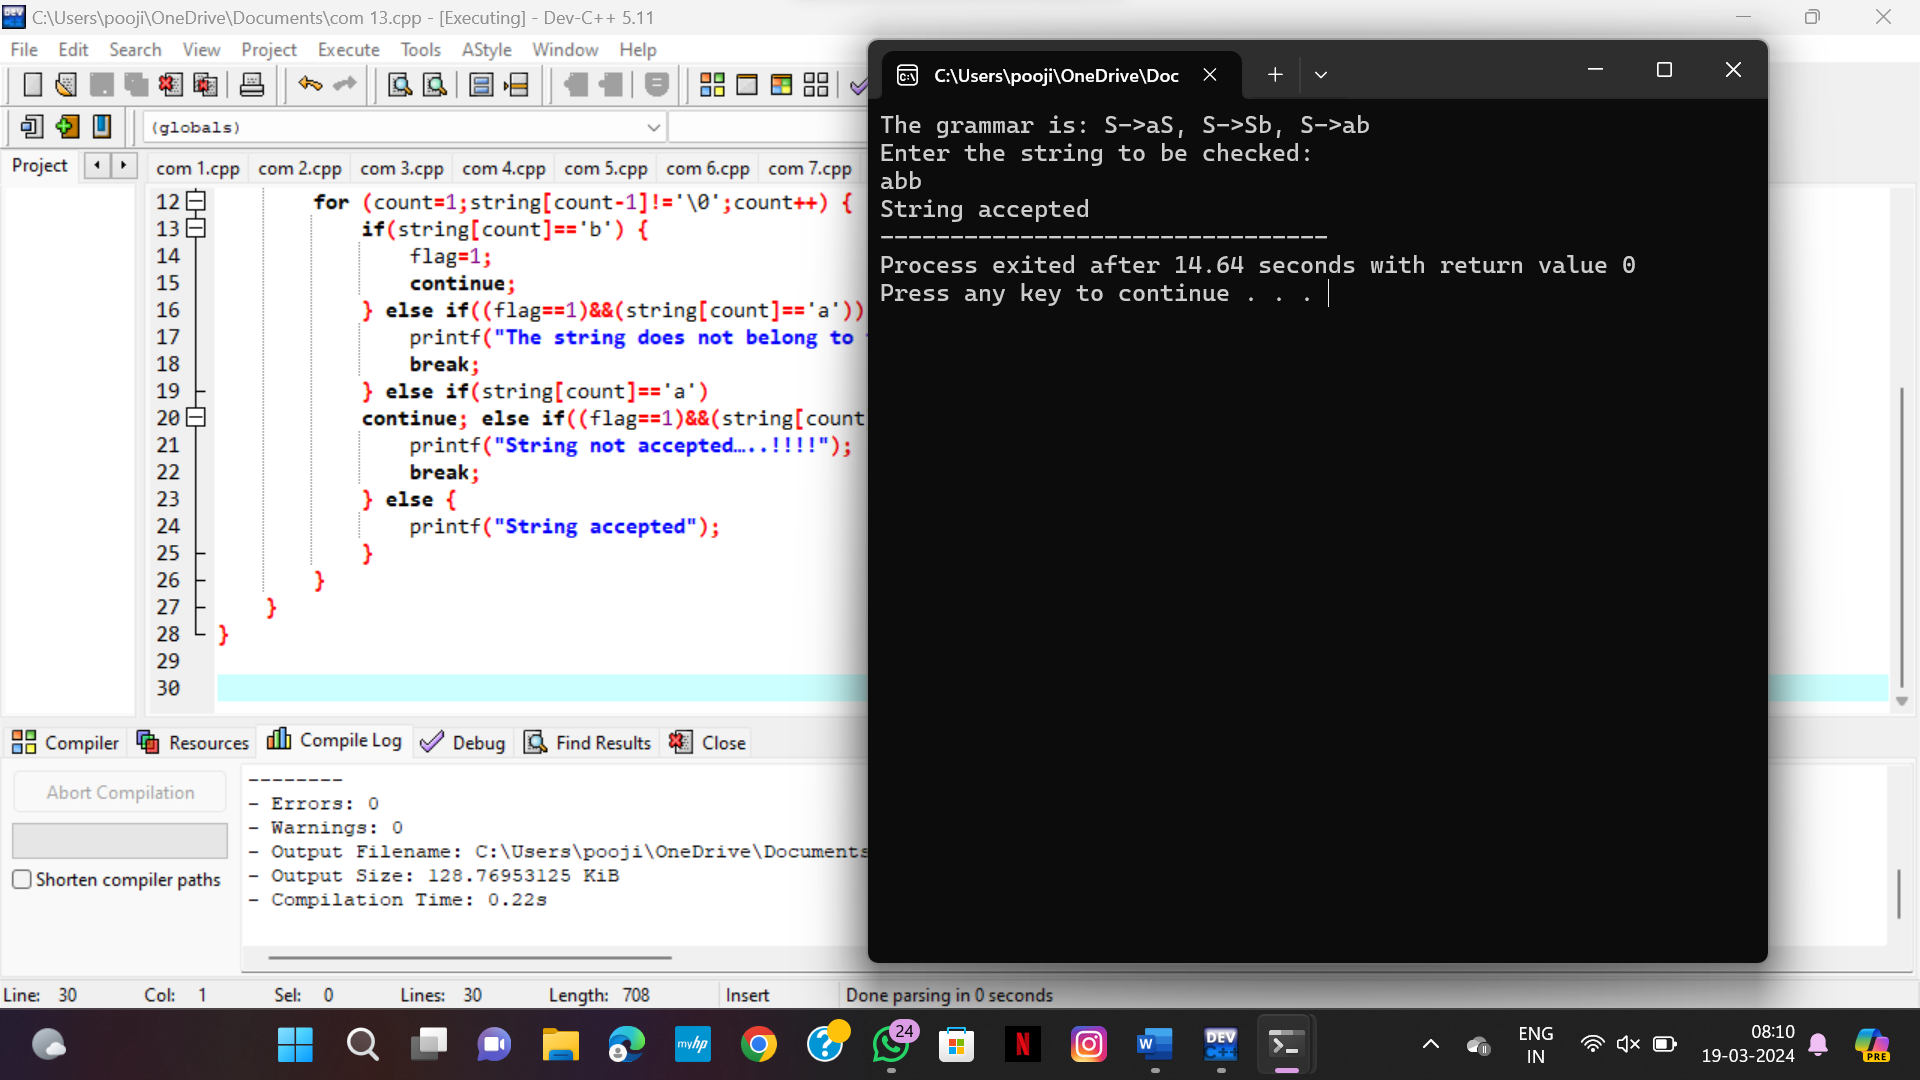 C:\Users\pooji\OneDrive\Documents\com 13.cpp - [Executing] - Dev-C++ 5.11
File Edit Search View Project Execute Tools AStyle Window Help
(globals)
Project
com 1.cpp com 2.cpp com 3.cpp com 4.cpp com 5.cpp com 6.cpp com 7.cpp
12 for (count=1;string[count-1]!='\0';count++) {
13 if(string[count]=='b') {
14 flag=1;
15 continue;
16 } else if((flag==1)&&(string[count]=='a'))
17 printf("The string does not belong to
18 break;
19 } else if(string[count]=='a')
20 continue; else if((flag==1)&&(string[count
21 printf("String not accepted…..!!!!");
22 break;
23 } else {
24 printf("String accepted");
25 }
26 }
27 }
28 }
29
30
C:\Users\pooji\OneDrive\Doc
The grammar is: S->aS, S->Sb, S->ab
Enter the string to be checked:
abb
String accepted
--------------------------------
Process exited after 14.64 seconds with return value 0
Press any key to continue . . .
Compiler Resources Compile Log Debug Find Results Close
Abort Compilation
Shorten compiler paths
--------
- Errors: 0
- Warnings: 0
- Output Filename: C:\Users\pooji\OneDrive\Documents
- Output Size: 128.76953125 KiB
- Compilation Time: 0.22s
Line: 30 Col: 1 Sel: 0 Lines: 30 Length: 708 Insert Done parsing in 0 seconds
myhp
24
N
W
DEV
C++
ENG
IN
08:10
19-03-2024
PRE